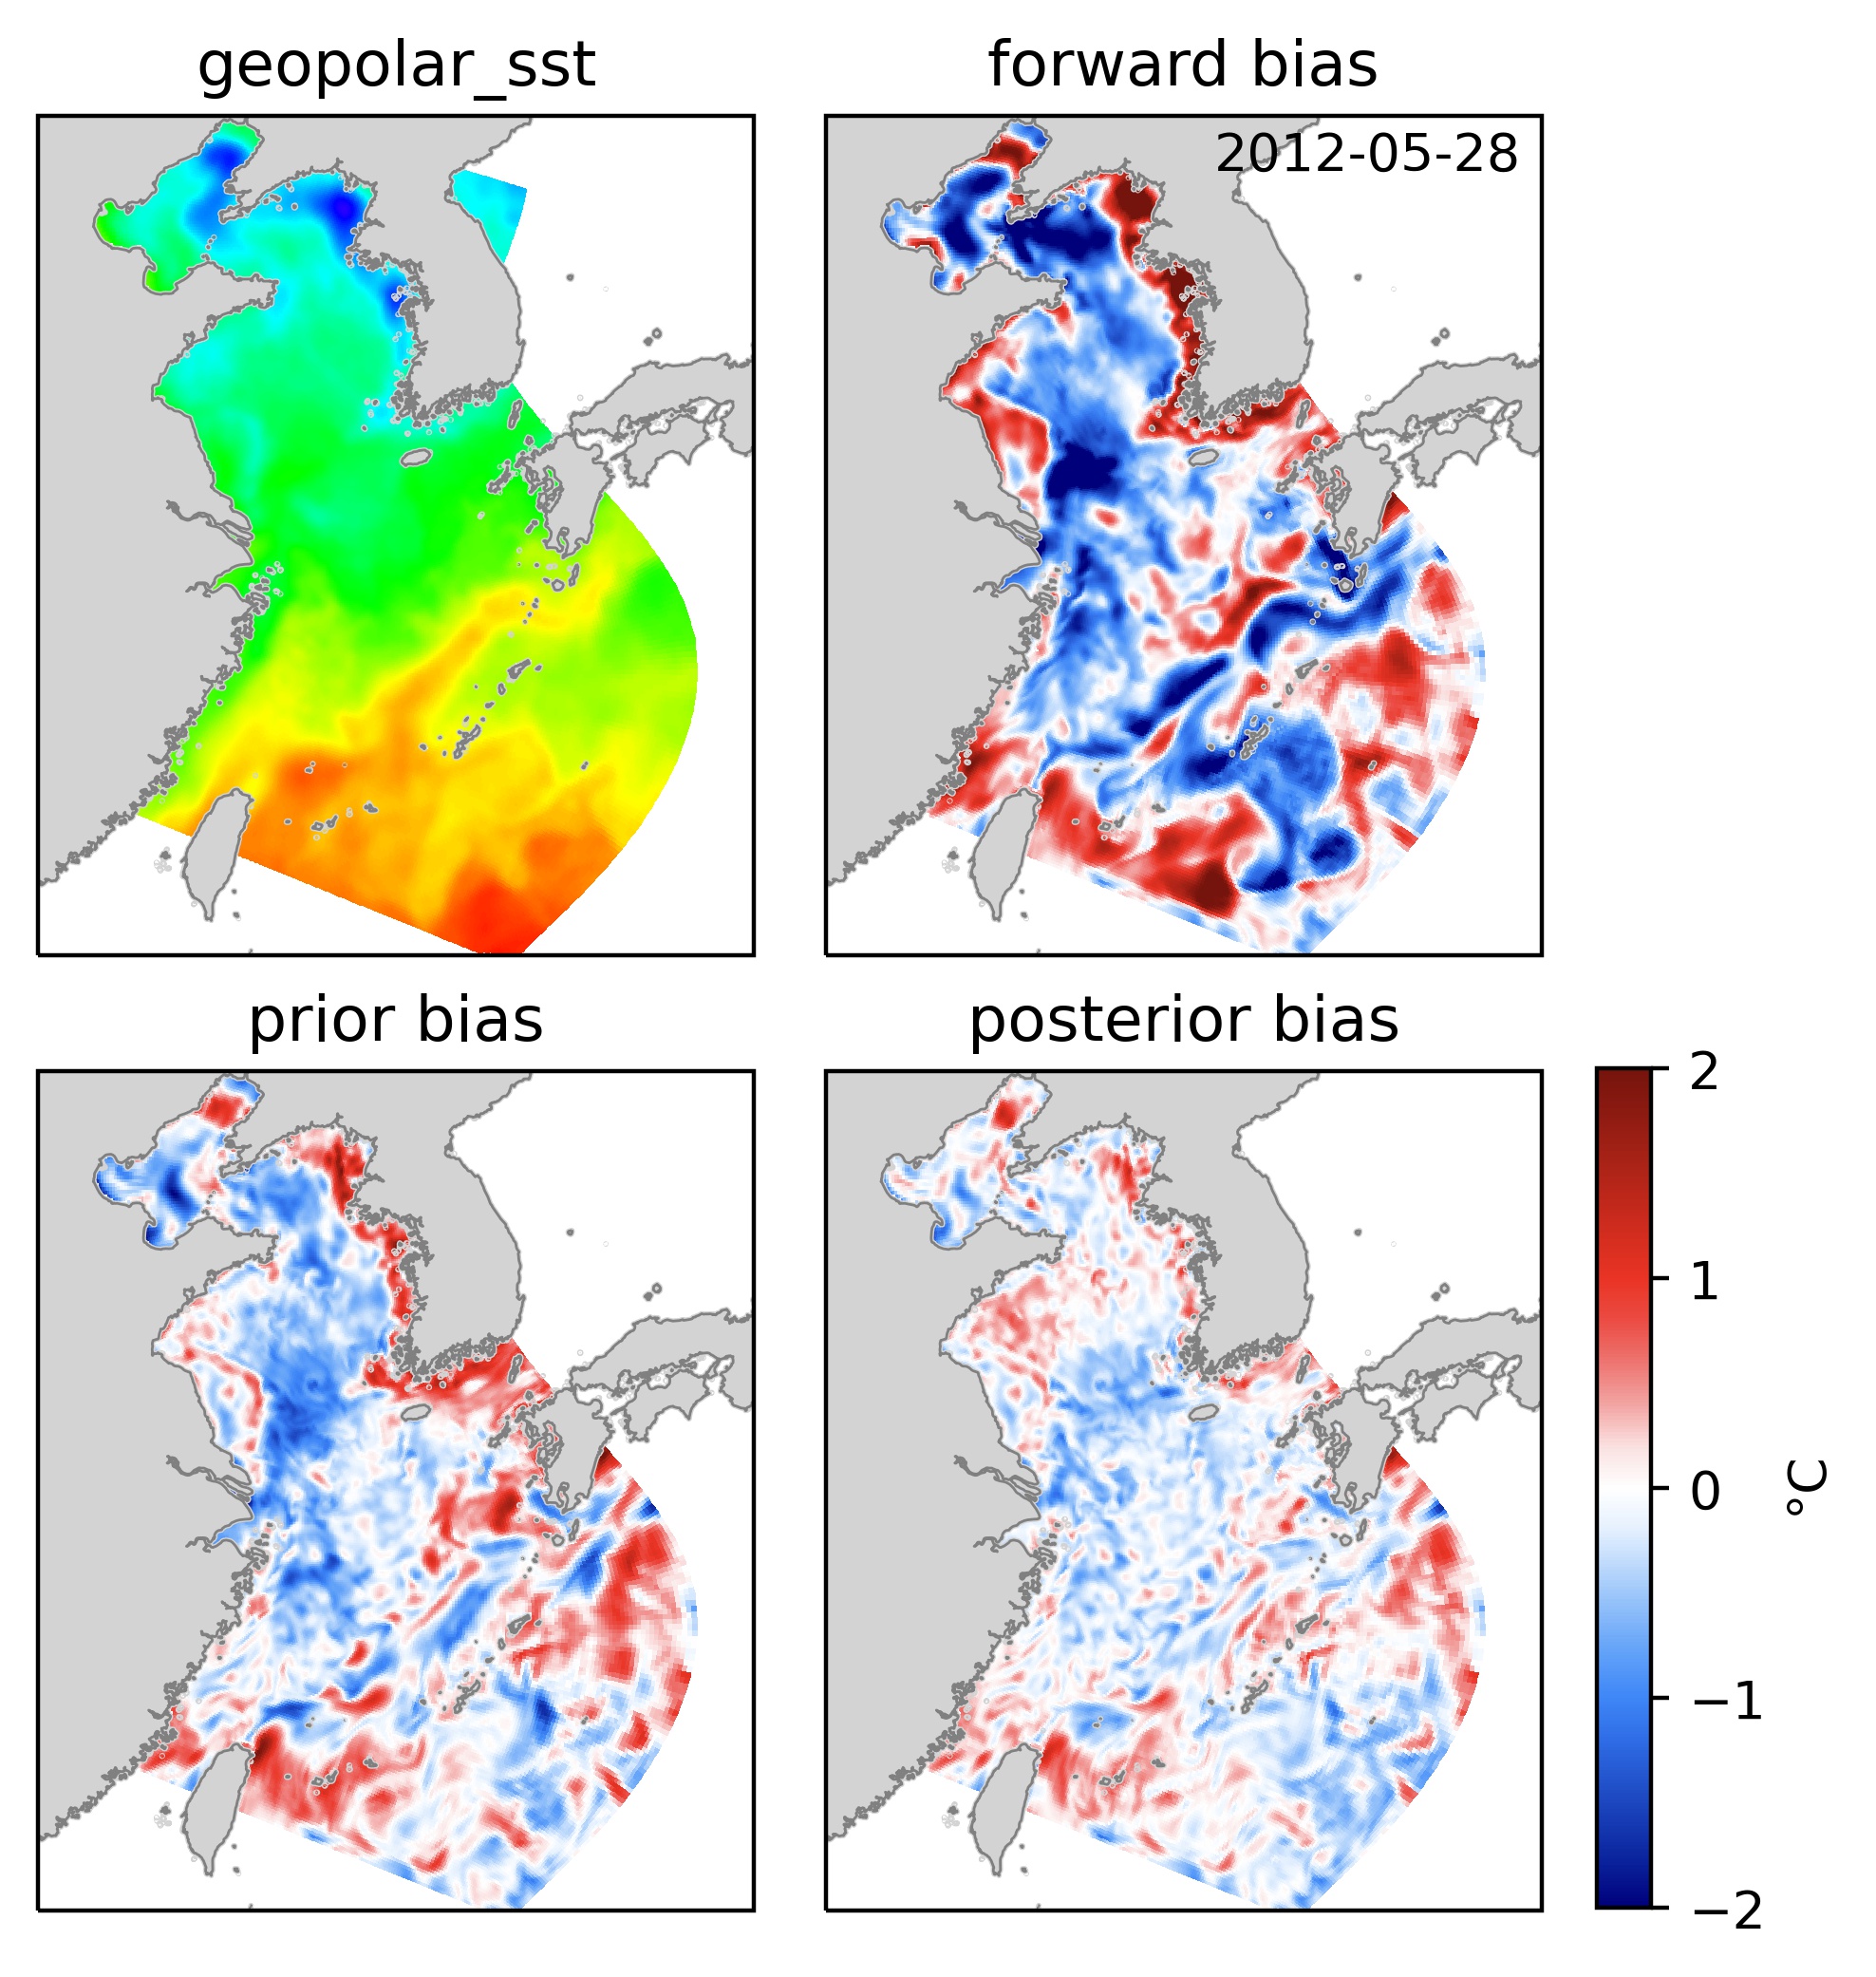 geopolar_sst
forward bias
2012-05-28
prior bias
posterior bias
2
1
0
−1
−2
°C